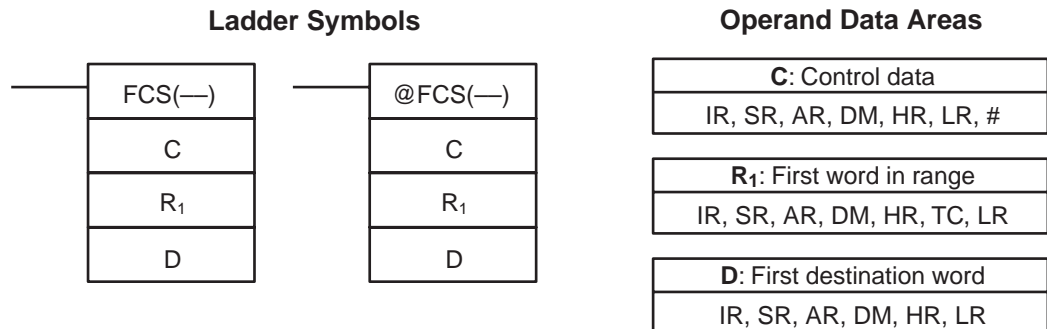 Ladder Symbols
FCS(––)
C
R1
D
@FCS(––)
C
R1
D
Operand Data Areas
C: Control data
IR, SR, AR, DM, HR, LR, #
R1: First word in range
IR, SR, AR, DM, HR, TC, LR
D: First destination word
IR, SR, AR, DM, HR, LR